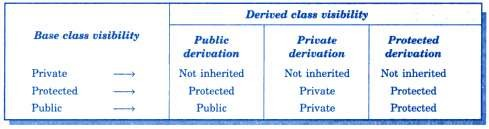 Derived class visibility
Base class visibility
Public derivation Private derivation Protected derivation
Private ⟶ Not inherited Not inherited Not inherited
Protected ⟶ Protected Private Protected
Public ⟶ Public Private Protected